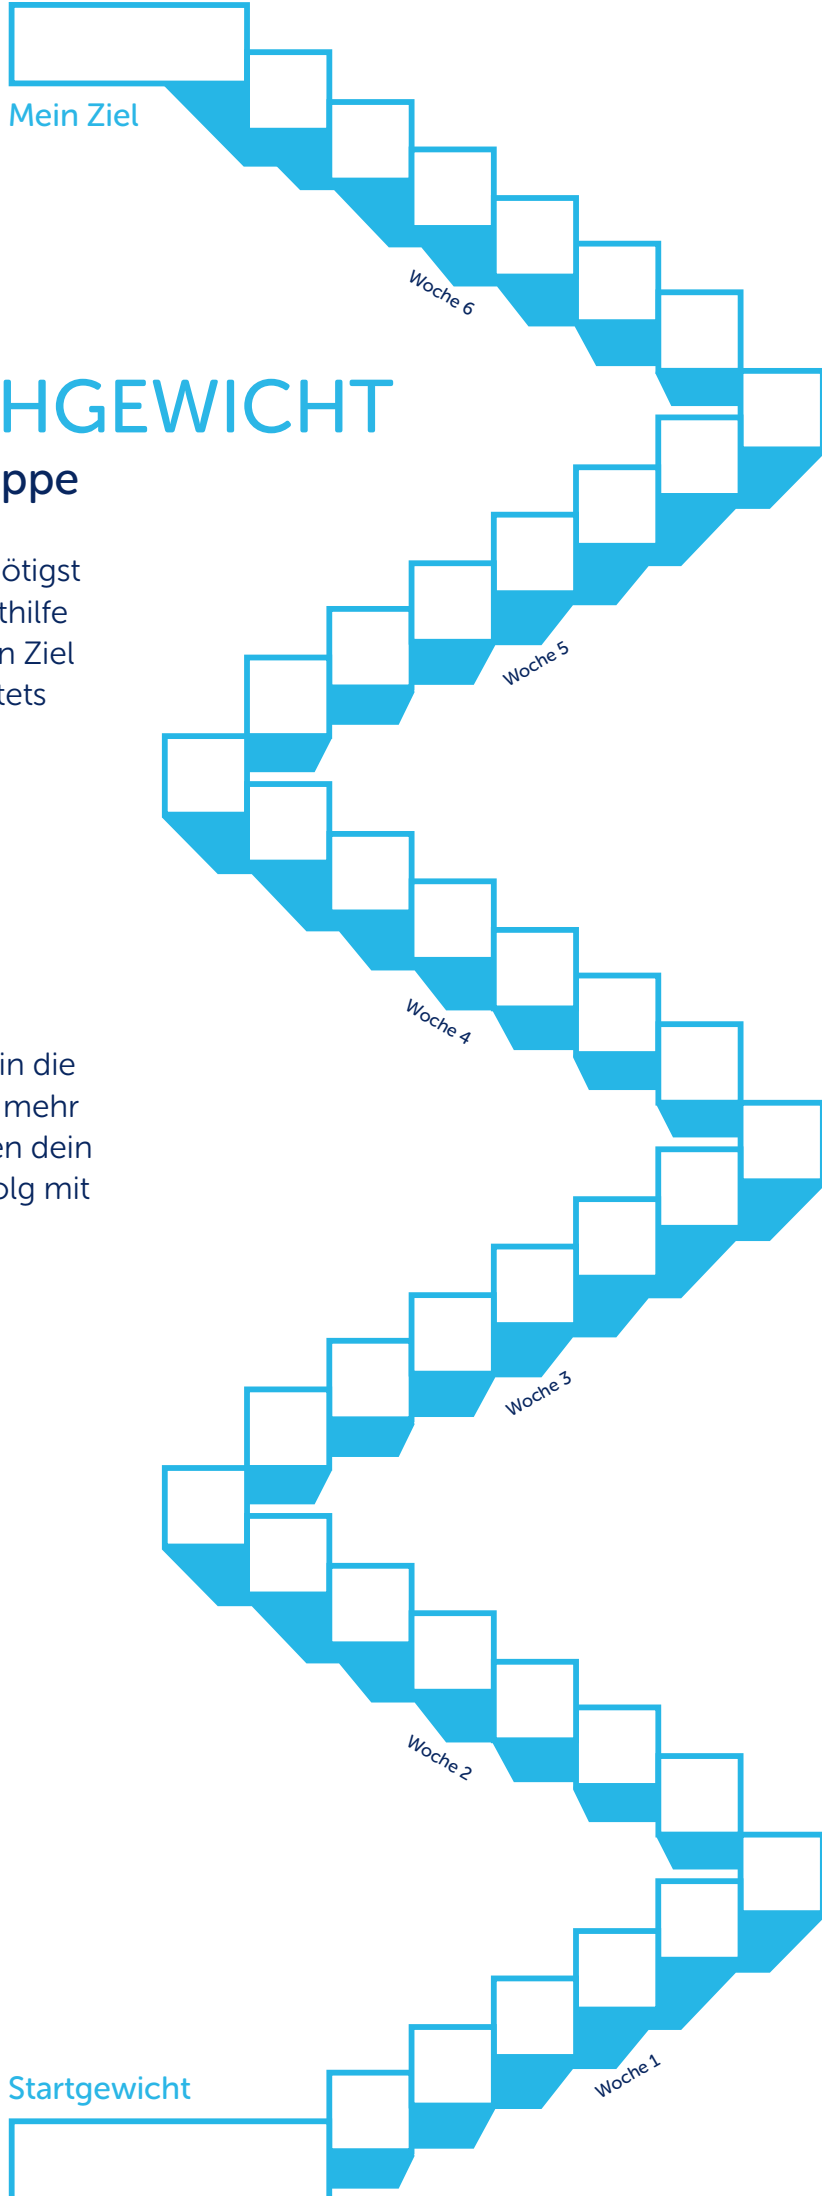 Mein Ziel
Woche 6
HGEWICHT
ppe
ötigst
thilfe
n Ziel
tets
Woche 5
Woche 4
in die
mehr
en dein
olg mit
Woche 3
Woche 2
Woche 1
Startgewicht